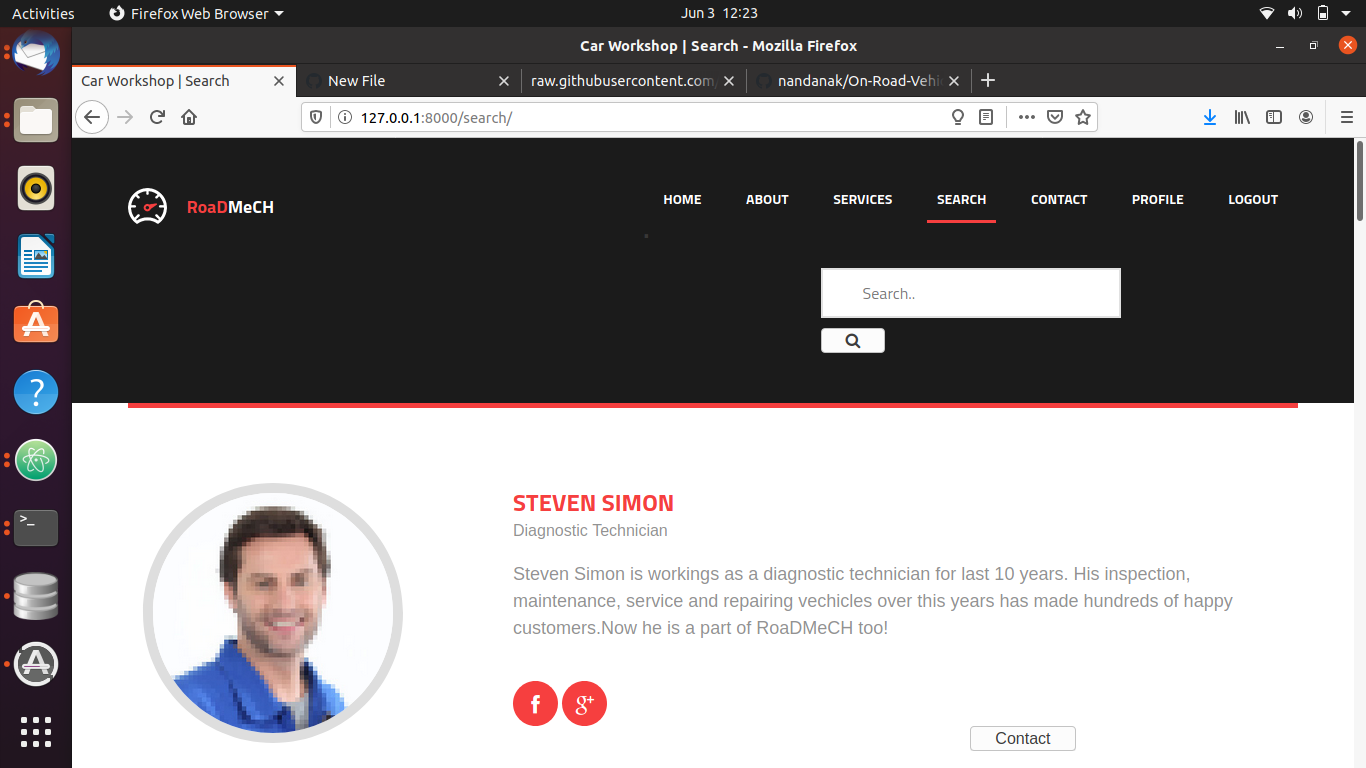 Activities
Firefox Web Browser
Jun 3 12:23
Car Workshop | Search - Mozilla Firefox
Car Workshop | Search
New File
raw.githubusercontent.com
nandanak/On-Road-Vehi
127.0.0.1:8000/search/
RoaDMeCH
HOME
ABOUT
SERVICES
SEARCH
CONTACT
PROFILE
LOGOUT
Search..
STEVEN SIMON
Diagnostic Technician
Steven Simon is workings as a diagnostic technician for last 10 years. His inspection,
maintenance, service and repairing vechicles over this years has made hundreds of happy
customers.Now he is a part of RoaDMeCH too!
f
g+
Contact